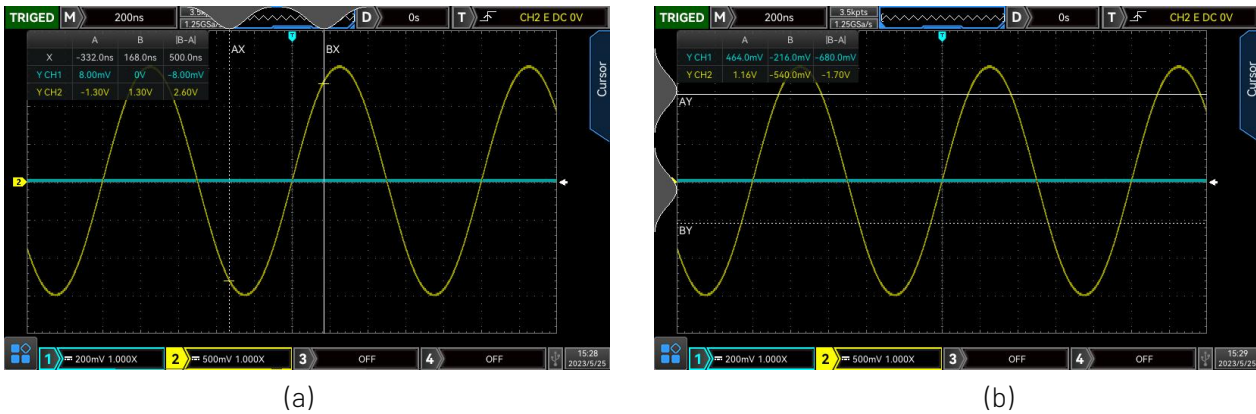 TRIGED M 200ns 3.5kpts 1.25GSa/s D 0s T CH2 E DC 0V
A B |B-A|
X -332.0ns 168.0ns 500.0ns
Y CH1 8.00mV 0V -8.00mV
Y CH2 -1.30V 1.30V 2.60V
AX BX
T
Cursor
2
1 200mV 1.000X 2 500mV 1.000X 3 OFF 4 OFF 15:28
2023/5/25
(a)
TRIGED M 200ns 3.5kpts 1.25GSa/s D 0s T CH2 E DC 0V
A B |B-A|
Y CH1 464.0mV -216.0mV -680.0mV
Y CH2 1.16V -540.0mV -1.70V
T
Cursor
AY
BY
1 200mV 1.000X 2 500mV 1.000X 3 OFF 4 OFF 15:29
2023/5/25
(b)